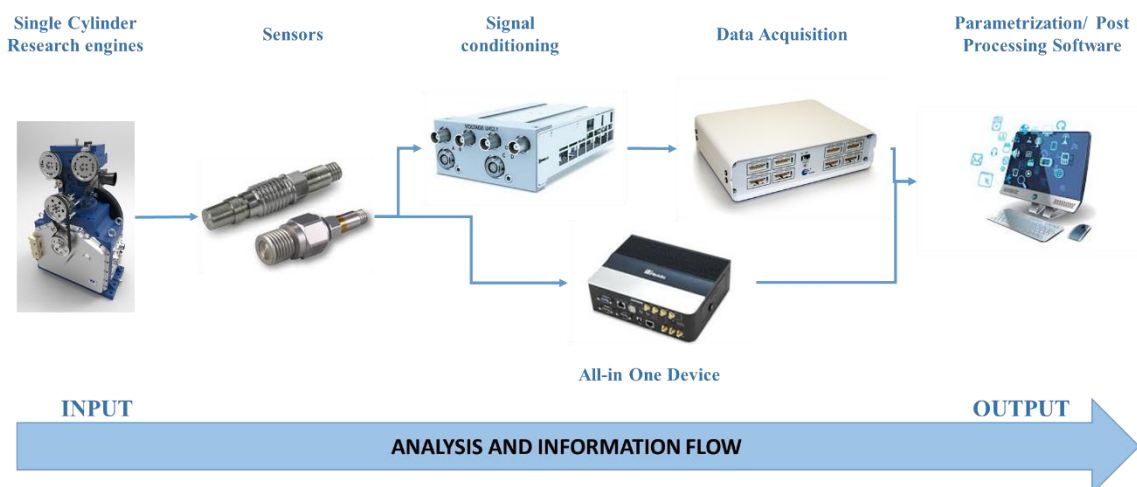 Single Cylinder
Research engines
Sensors
Signal
conditioning
Data Acquisition
Parametrization/ Post
Processing Software
All-in One Device
INPUT
OUTPUT
ANALYSIS AND INFORMATION FLOW